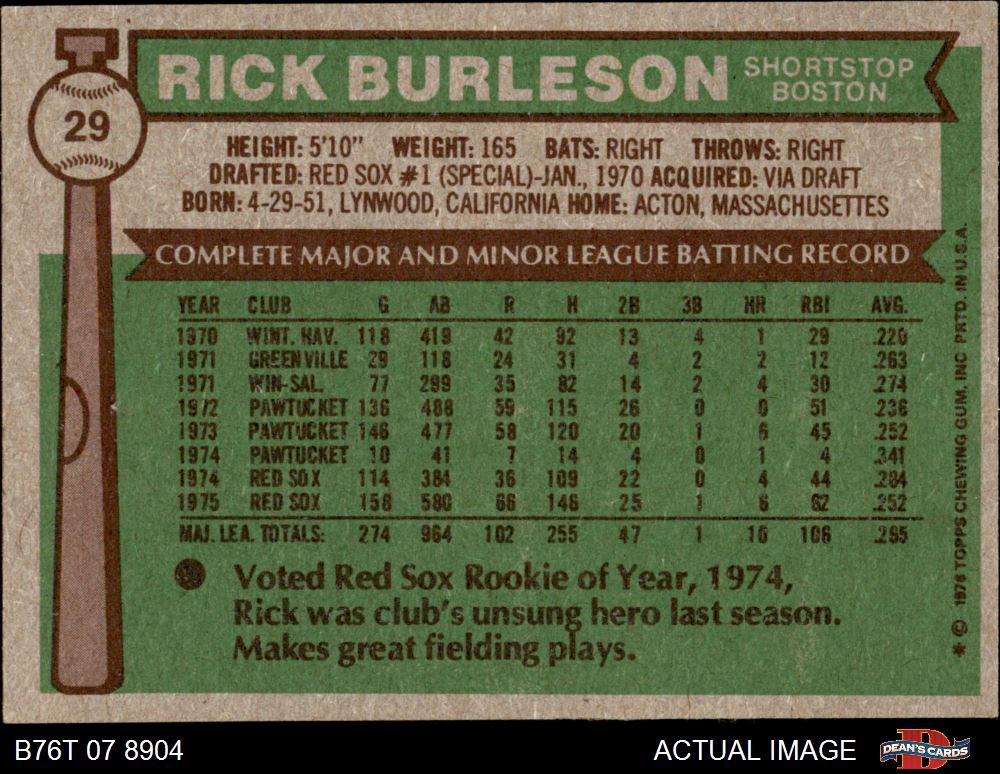 RICK BURLESON SHORTSTOP BOSTON
29
HEIGHT: 5'10" WEIGHT: 165 BATS: RIGHT THROWS: RIGHT
DRAFTED: RED SOX #1 (SPECIAL)-JAN., 1970 ACQUIRED: VIA DRAFT
BORN: 4-29-51, LYNWOOD, CALIFORNIA HOME: ACTON, MASSACHUSETTES
COMPLETE MAJOR AND MINOR LEAGUE BATTING RECORD
YEAR CLUB G AB R H 2B 3B HR RBI AVG.
1970 WINT. HAV. 118 419 42 92 13 4 1 29 .220
1971 GREENVILLE 29 118 24 31 4 2 2 12 .263
1971 WIN-SAL. 77 299 35 82 14 2 4 30 .274
1972 PAWTUCKET 136 488 59 115 26 0 0 51 .236
1973 PAWTUCKET 146 477 58 120 20 1 6 45 .252
1974 PAWTUCKET 10 41 7 14 4 0 1 4 .341
1974 RED SOX 114 384 36 109 22 0 4 44 .284
1975 RED SOX 158 580 66 146 25 1 6 62 .252
MAJ. LEA. TOTALS: 274 964 102 255 47 1 10 106 .265
Voted Red Sox Rookie of Year, 1974,
Rick was club's unsung hero last season.
Makes great fielding plays.
* © 1976 TOPPS CHEWING GUM, INC PRTD. IN U.S.A.
B76T 07 8904 ACTUAL IMAGE DEAN'S CARDS